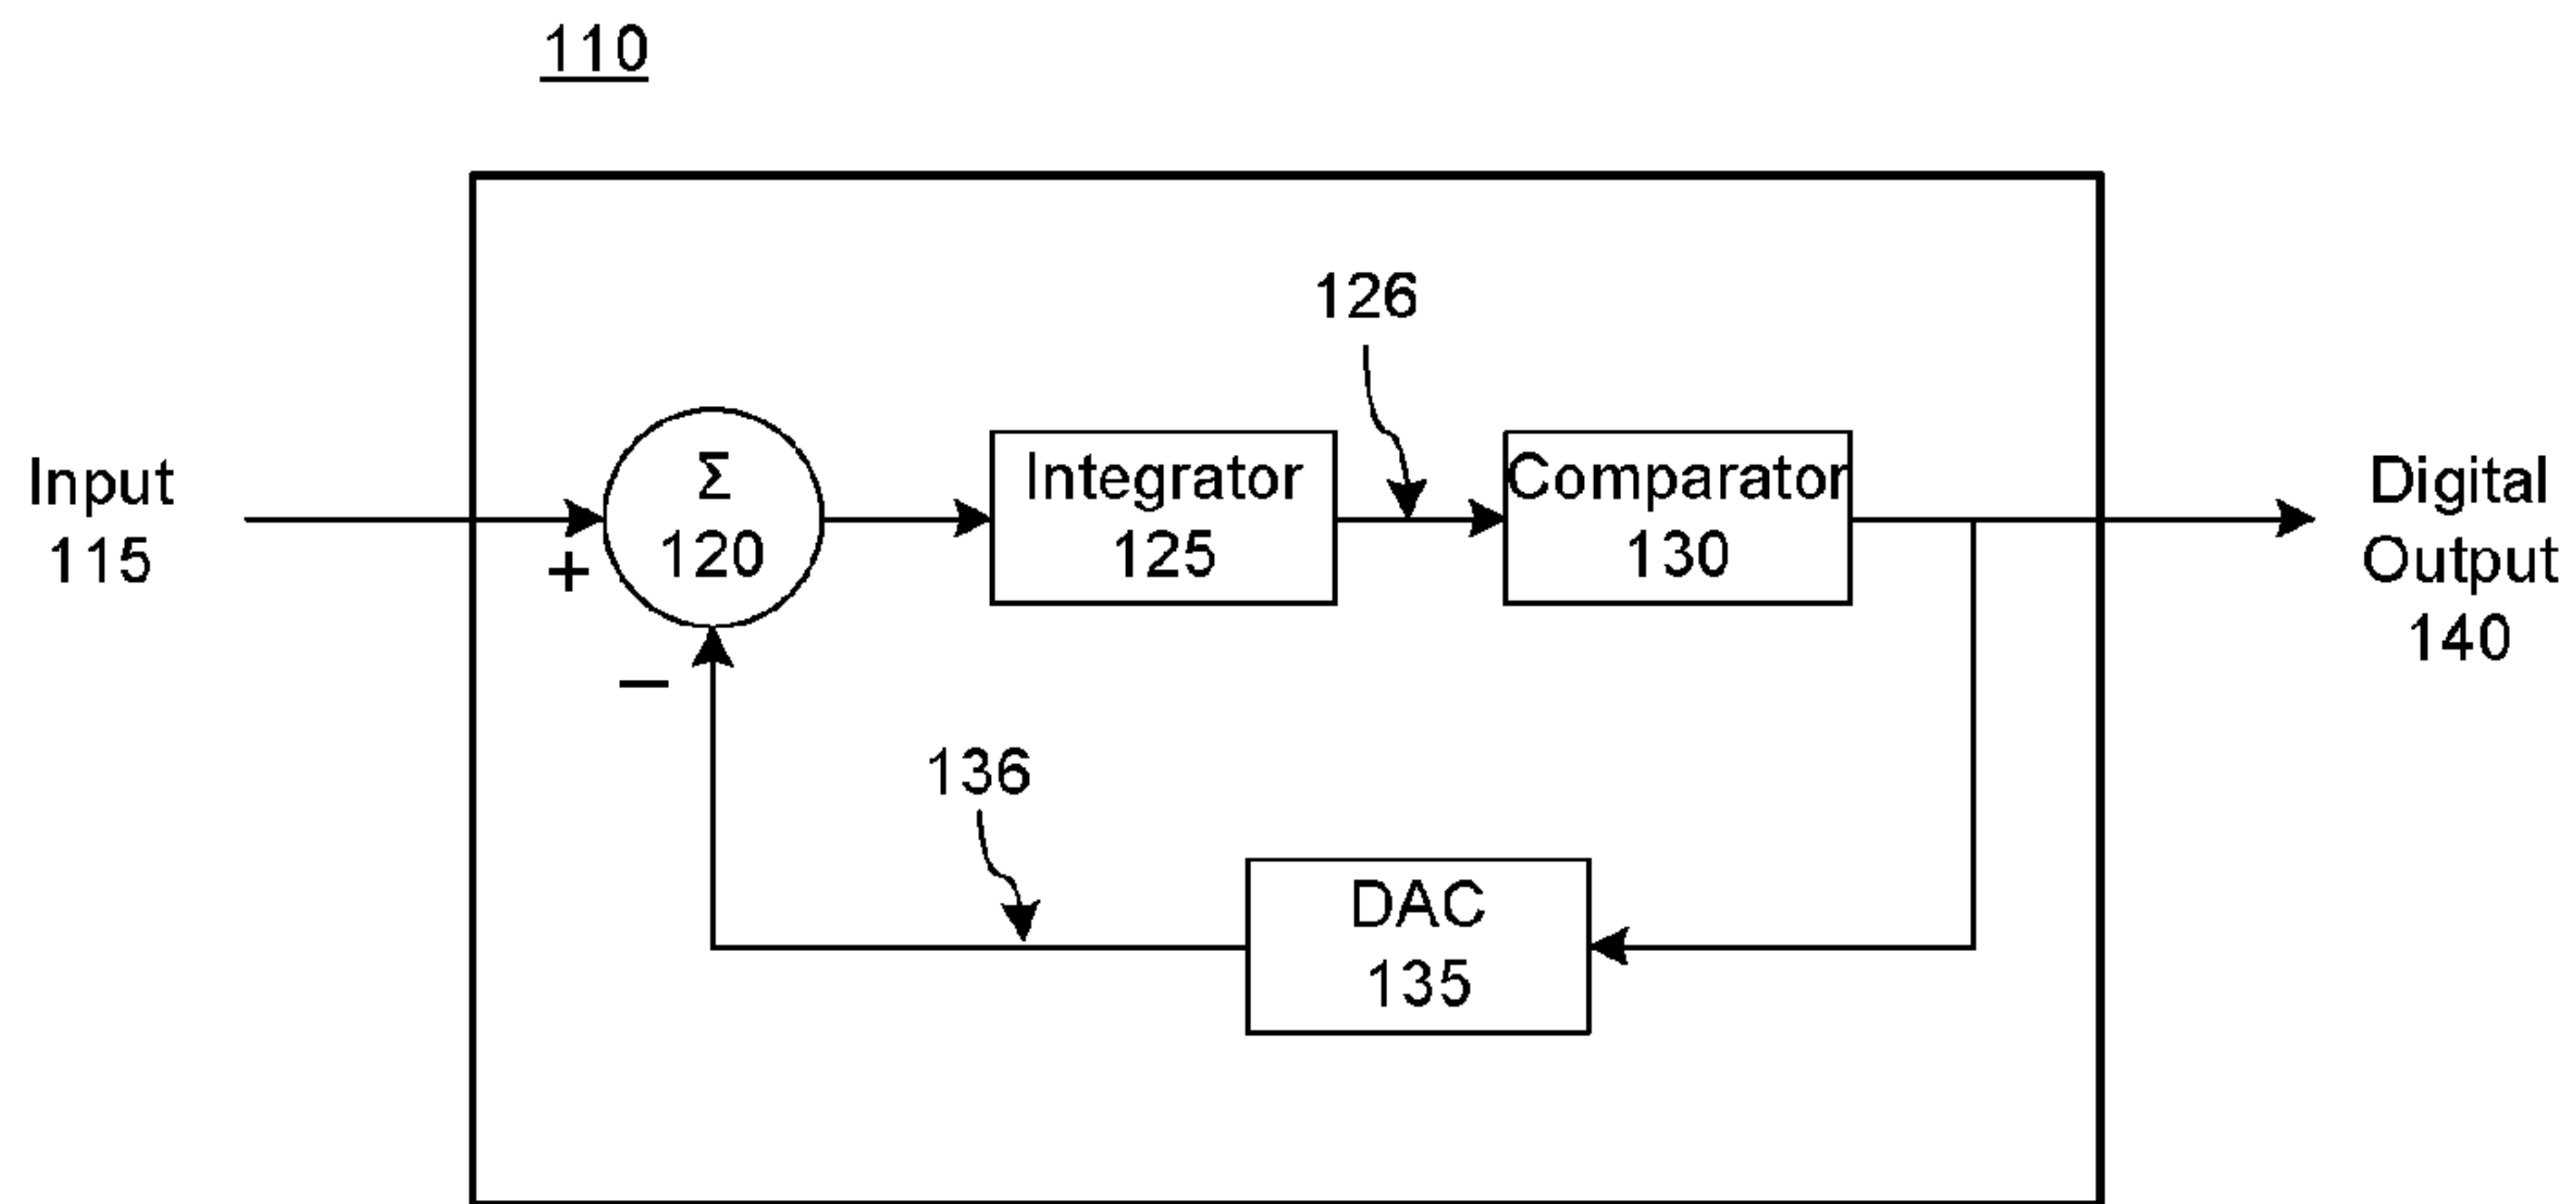 110
126
Input
115
+
Σ
120
Integrator
125
Comparator
130
Digital
Output
140
−
136
DAC
135